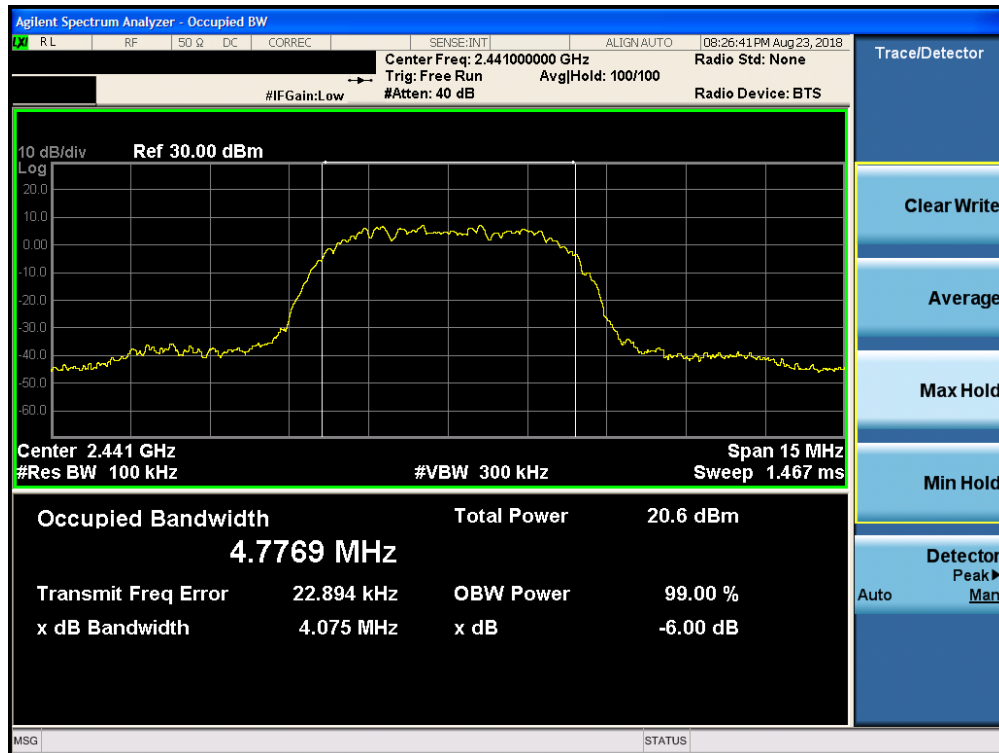 Agilent Spectrum Analyzer - Occupied BW
LXI RL RF 50 Ω DC CORREC SENSE:INT ALIGN AUTO 08:26:41 PM Aug 23, 2018
Center Freq: 2.441000000 GHz Radio Std: None
Trig: Free Run Avg|Hold: 100/100
#IFGain:Low #Atten: 40 dB Radio Device: BTS
10 dB/div Ref 30.00 dBm
Log
20.0
10.0
0.00
-10.0
-20.0
-30.0
-40.0
-50.0
-60.0
Center 2.441 GHz Span 15 MHz
#Res BW 100 kHz #VBW 300 kHz Sweep 1.467 ms
Occupied Bandwidth Total Power 20.6 dBm
4.7769 MHz
Transmit Freq Error 22.894 kHz OBW Power 99.00 %
x dB Bandwidth 4.075 MHz x dB -6.00 dB
Trace/Detector
Clear Write
Average
Max Hold
Min Hold
Detector
Peak▶
Auto Man
MSG STATUS